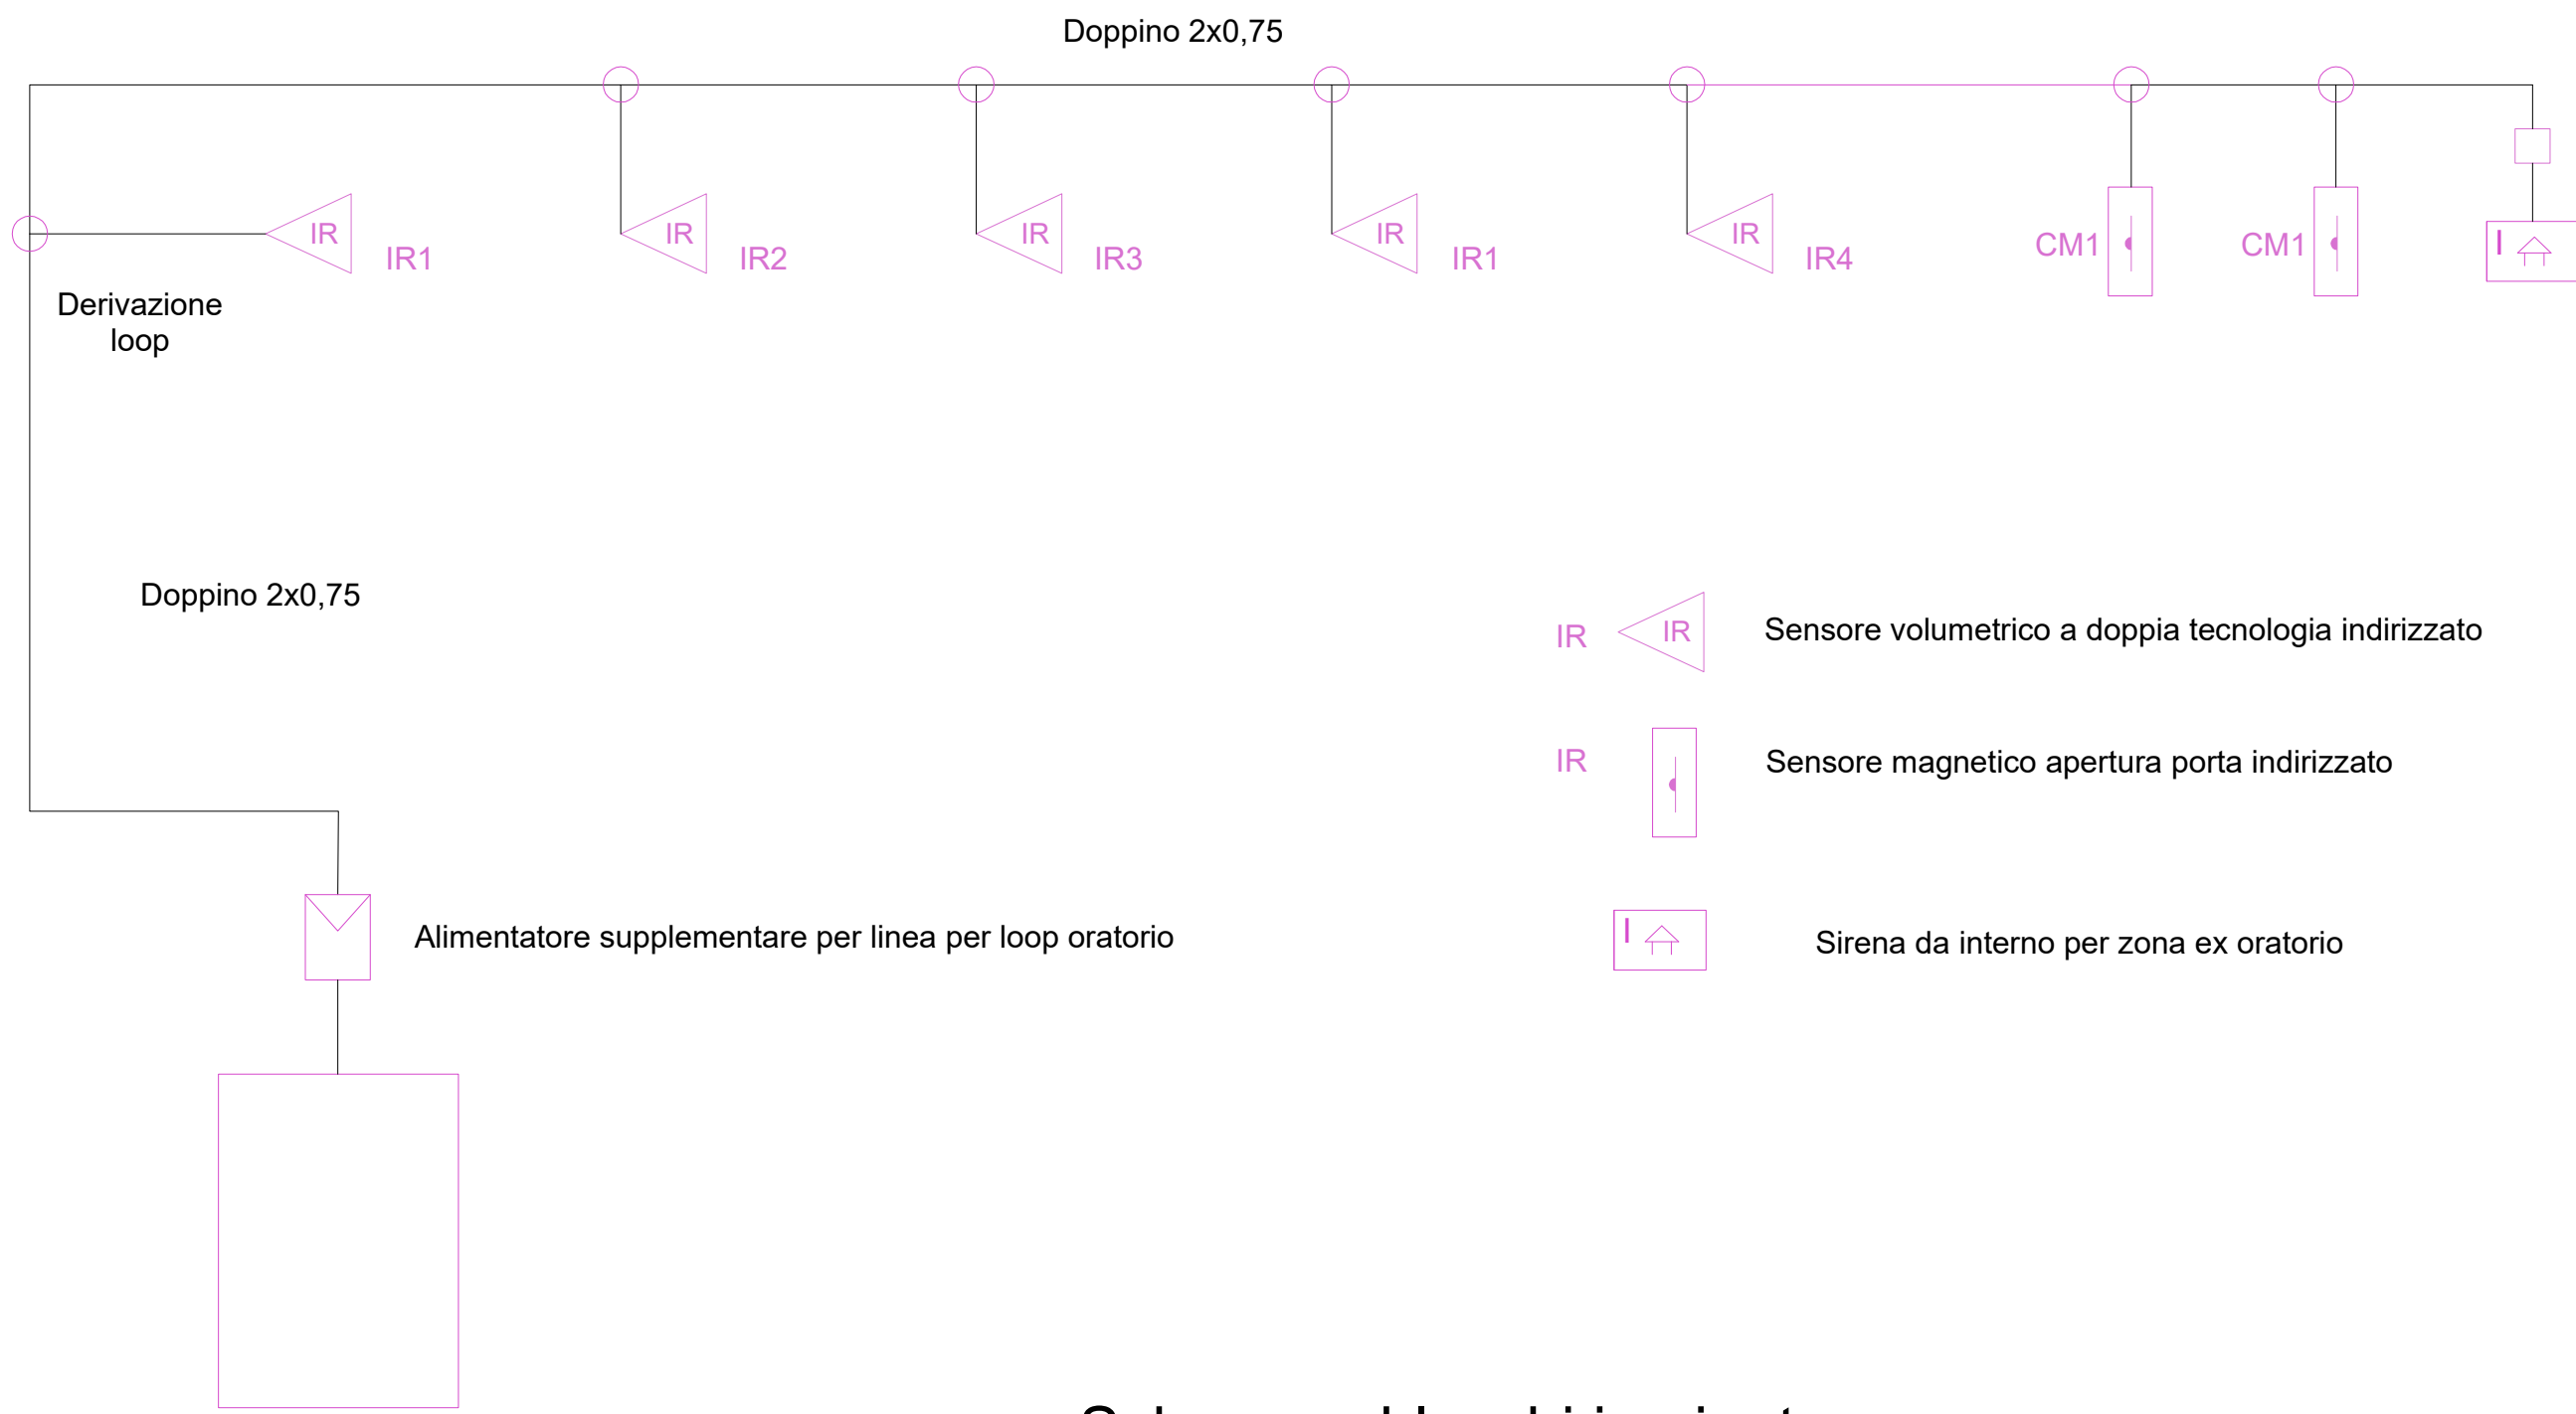 Doppino 2x0,75
IR
IR1
IR
IR2
IR
IR3
IR
IR1
IR
IR4
CM1
CM1
I
Derivazione
loop
Doppino 2x0,75
IR
IR
Sensore volumetrico a doppia tecnologia indirizzato
IR
Sensore magnetico apertura porta indirizzato
Alimentatore supplementare per linea per loop oratorio
I
Sirena da interno per zona ex oratorio